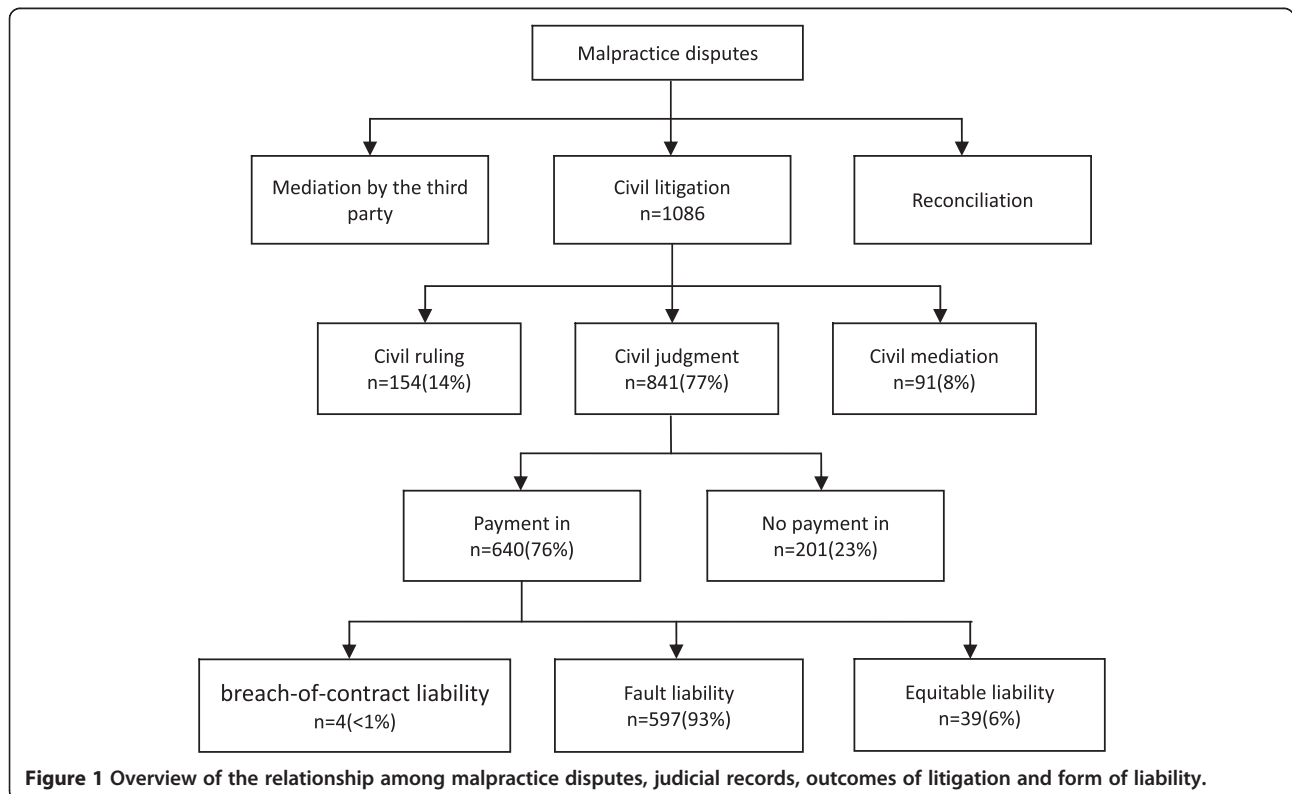 Malpractice disputes
Mediation by the third
party
Civil litigation
n=1086
Reconciliation
Civil ruling
n=154(14%)
Civil judgment
n=841(77%)
Civil mediation
n=91(8%)
Payment in
n=640(76%)
No payment in
n=201(23%)
breach-of-contract liability
n=4(<1%)
Fault liability
n=597(93%)
Equitable liability
n=39(6%)
Figure 1 Overview of the relationship among malpractice disputes, judicial records, outcomes of litigation and form of liability.